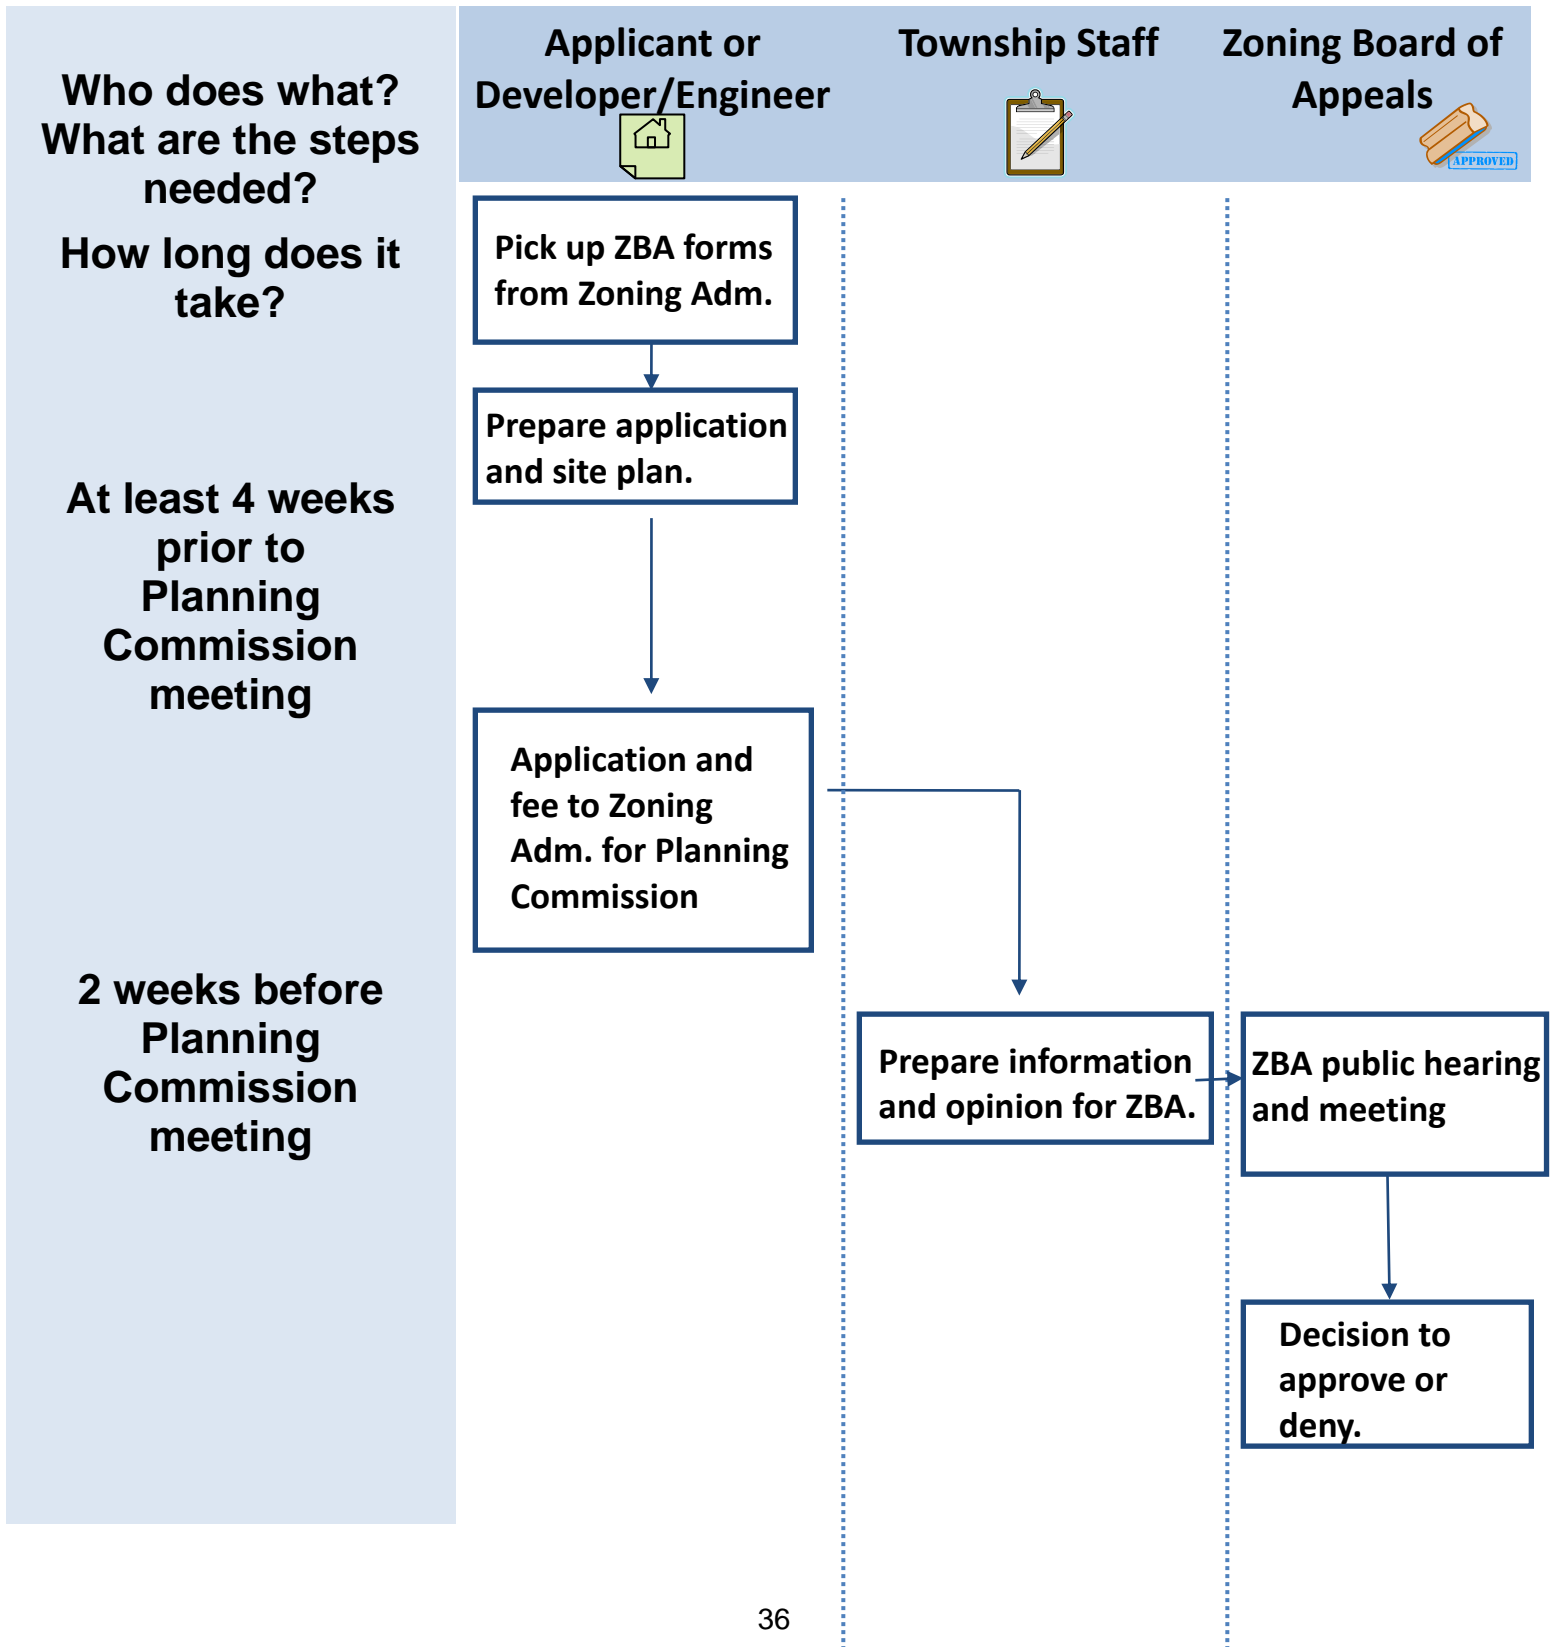 Who does what?
What are the steps
needed?
How long does it
take?
At least 4 weeks
prior to
Planning
Commission
meeting
2 weeks before
Planning
Commission
meeting
Applicant or
Developer/Engineer
Township Staff
Zoning Board of
Appeals
APPROVED
Pick up ZBA forms
from Zoning Adm.
Prepare application
and site plan.
Application and
fee to Zoning
Adm. for Planning
Commission
Prepare information
and opinion for ZBA.
ZBA public hearing
and meeting
Decision to
approve or
deny.
36